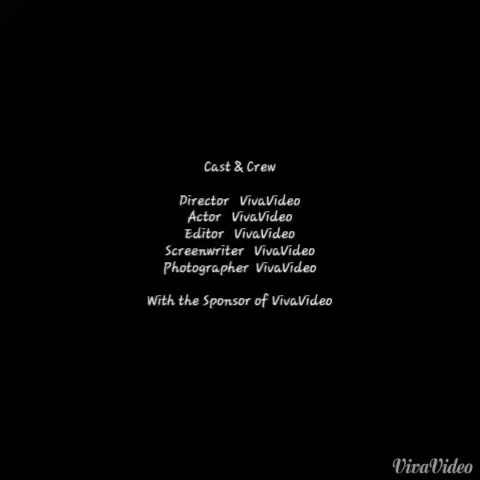 Cast & Crew
Director VivaVideo
Actor VivaVideo
Editor VivaVideo
Screenwriter VivaVideo
Photographer VivaVideo
With the Sponsor of VivaVideo
VivaVideo